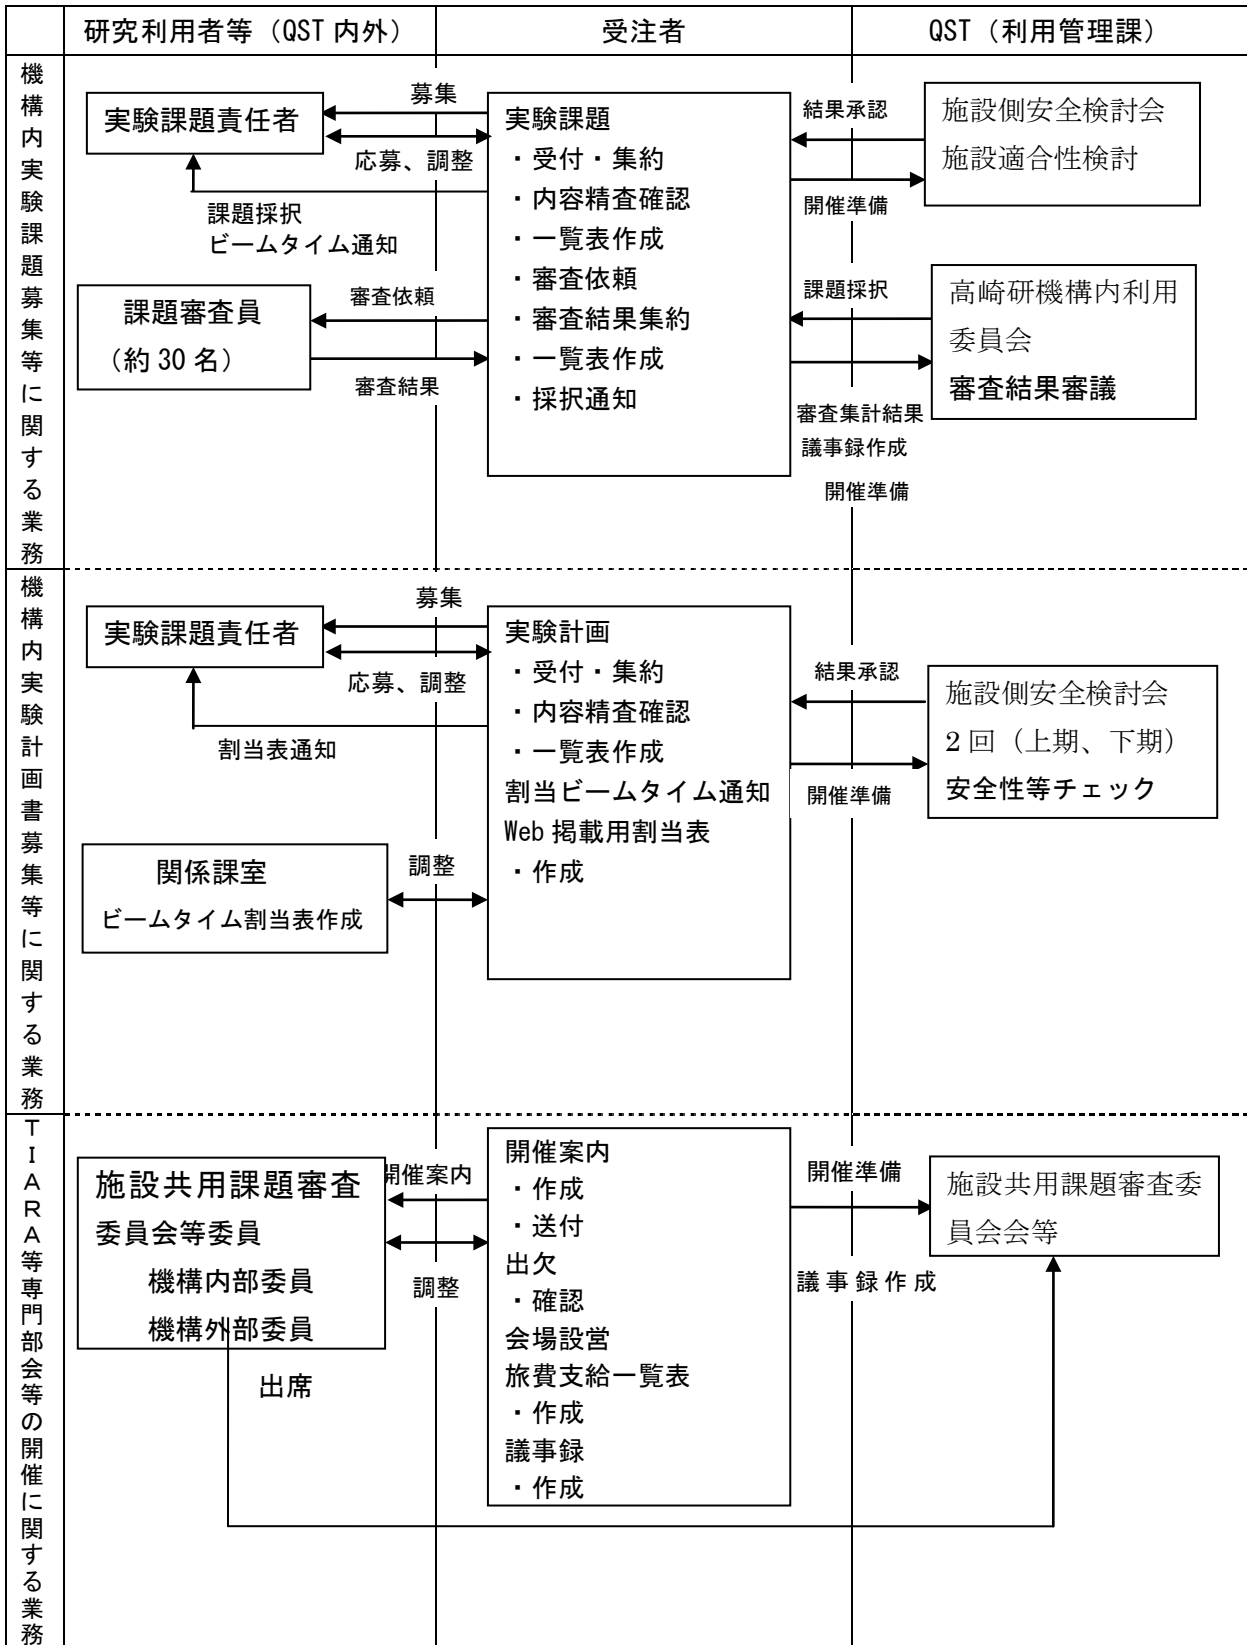 研究利用者等（QST 内外）
受注者
QST（利用管理課）
機構内実験課題募集等に関する業務
実験課題責任者
募集
応募、調整
課題採択
ビームタイム通知
課題審査員
（約 30 名）
審査依頼
審査結果
実験課題
・受付・集約
・内容精査確認
・一覧表作成
・審査依頼
・審査結果集約
・一覧表作成
・採択通知
結果承認
開催準備
施設側安全検討会
施設適合性検討
課題採択
審査集計結果
議事録作成
開催準備
高崎研機構内利用
委員会
審査結果審議
機構内実験計画書募集等に関する業務
実験課題責任者
募集
応募、調整
割当表通知
関係課室
ビームタイム割当表作成
調整
実験計画
・受付・集約
・内容精査確認
・一覧表作成
割当ビームタイム通知
Web 掲載用割当表
・作成
結果承認
開催準備
施設側安全検討会
２回（上期、下期）
安全性等チェック
ＴＩＡＲＡ等専門部会等の開催に関する業務
施設共用課題審査
委員会等委員
機構内部委員
機構外部委員
開催案内
調整
出席
開催案内
・作成
・送付
出欠
・確認
会場設営
旅費支給一覧表
・作成
議事録
・作成
開催準備
議事録作成
施設共用課題審査委
員会会等